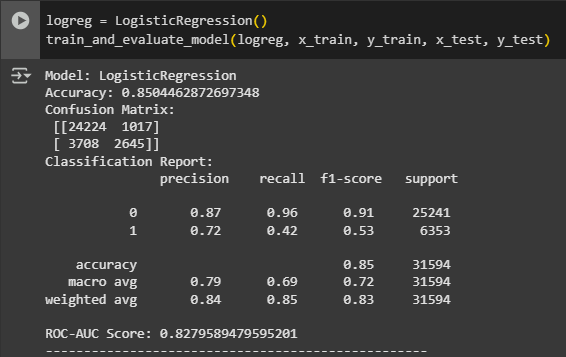 logreg = LogisticRegression()
train_and_evaluate_model(logreg, x_train, y_train, x_test, y_test)
Model: LogisticRegression
Accuracy: 0.8504462872697348
Confusion Matrix:
[[24224  1017]
[ 3708  2645]]
Classification Report:
precision    recall  f1-score   support
0       0.87      0.96      0.91     25241
1       0.72      0.42      0.53      6353
accuracy                           0.85     31594
macro avg       0.79      0.69      0.72     31594
weighted avg       0.84      0.85      0.83     31594
ROC-AUC Score: 0.8279589479595201
--------------------------------------------------